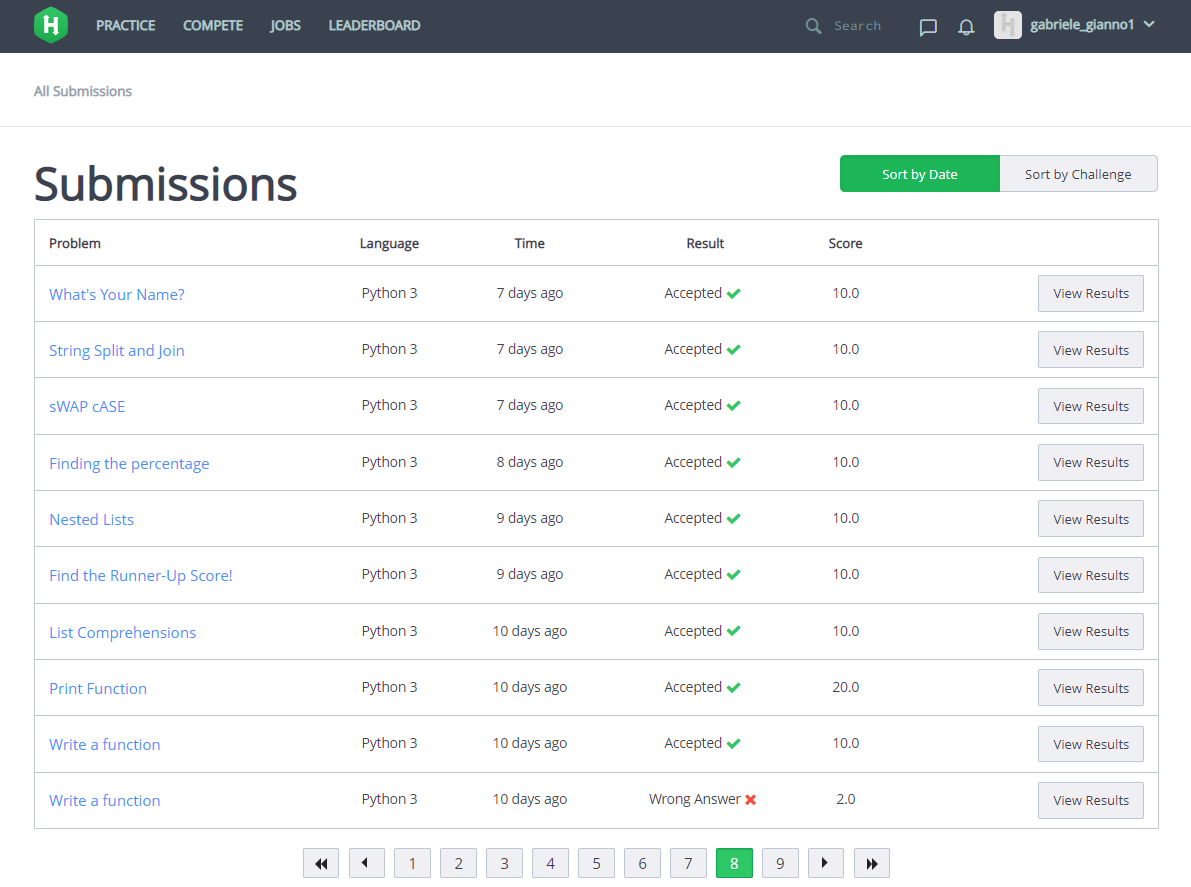 PRACTICE COMPETE JOBS LEADERBOARD Search gabriele_gianno1
All Submissions
Submissions
Sort by Date Sort by Challenge
Problem Language Time Result Score
What's Your Name? Python 3 7 days ago Accepted 10.0 View Results
String Split and Join Python 3 7 days ago Accepted 10.0 View Results
sWAP cASE Python 3 7 days ago Accepted 10.0 View Results
Finding the percentage Python 3 8 days ago Accepted 10.0 View Results
Nested Lists Python 3 9 days ago Accepted 10.0 View Results
Find the Runner-Up Score! Python 3 9 days ago Accepted 10.0 View Results
List Comprehensions Python 3 10 days ago Accepted 10.0 View Results
Print Function Python 3 10 days ago Accepted 20.0 View Results
Write a function Python 3 10 days ago Accepted 10.0 View Results
Write a function Python 3 10 days ago Wrong Answer 2.0 View Results
1 2 3 4 5 6 7 8 9